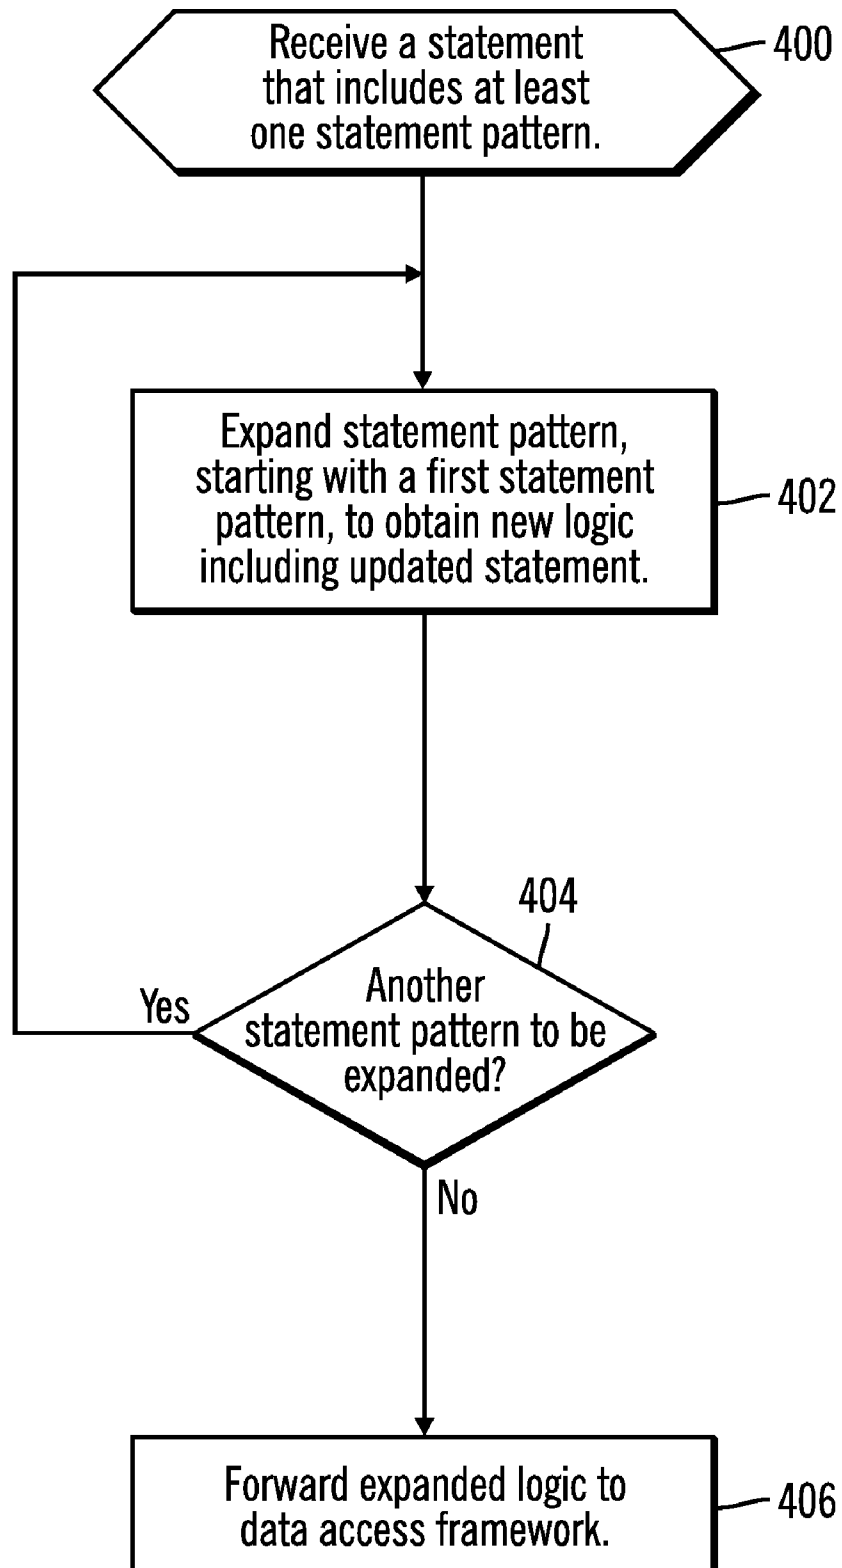 Receive a statement
that includes at least
one statement pattern.
400
Expand statement pattern,
starting with a first statement
pattern, to obtain new logic
including updated statement.
402
404
Another
statement pattern to be
expanded?
Yes
No
Forward expanded logic to
data access framework.
406